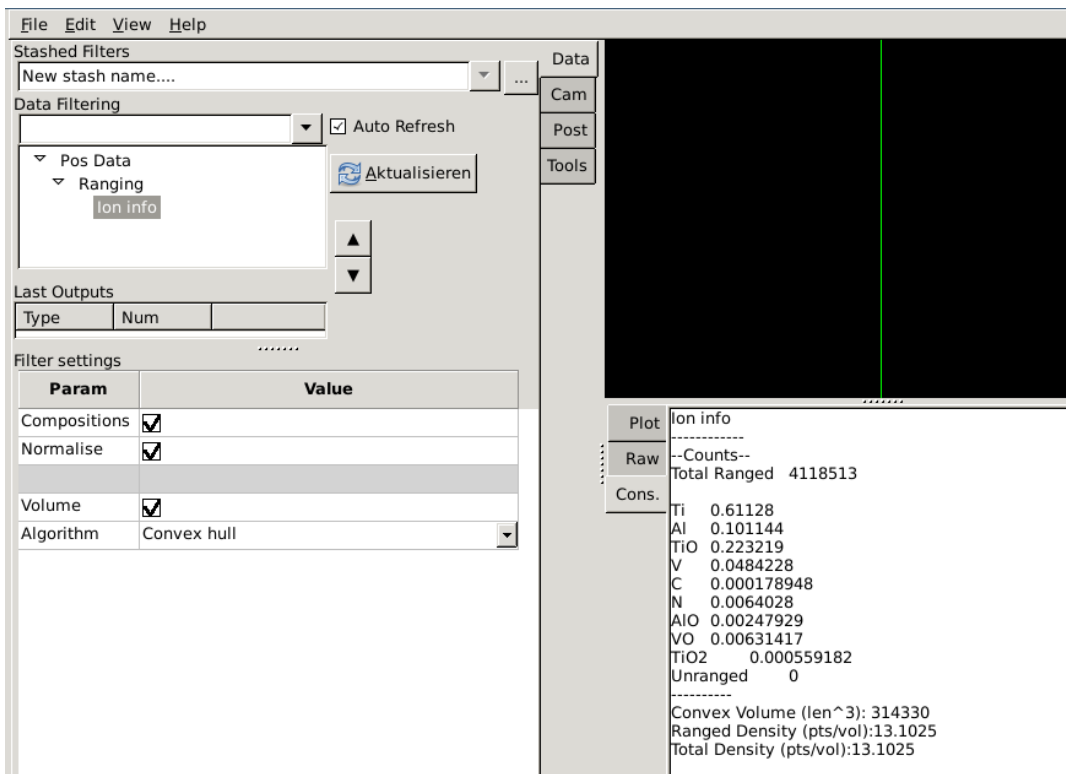 File Edit View Help
Stashed Filters
New stash name....
...
Data Filtering
Auto Refresh
Pos Data
Ranging
Ion info
Aktualisieren
Last Outputs
Type Num
Filter settings
Param Value
Compositions
Normalise
Volume
Algorithm Convex hull
Data
Cam
Post
Tools
Plot
Raw
Cons.
Ion info
------------
--Counts--
Total Ranged 4118513
Ti 0.61128
Al 0.101144
TiO 0.223219
V 0.0484228
C 0.000178948
N 0.0064028
AlO 0.00247929
VO 0.00631417
TiO2 0.000559182
Unranged 0
----------
Convex Volume (len^3): 314330
Ranged Density (pts/vol):13.1025
Total Density (pts/vol):13.1025